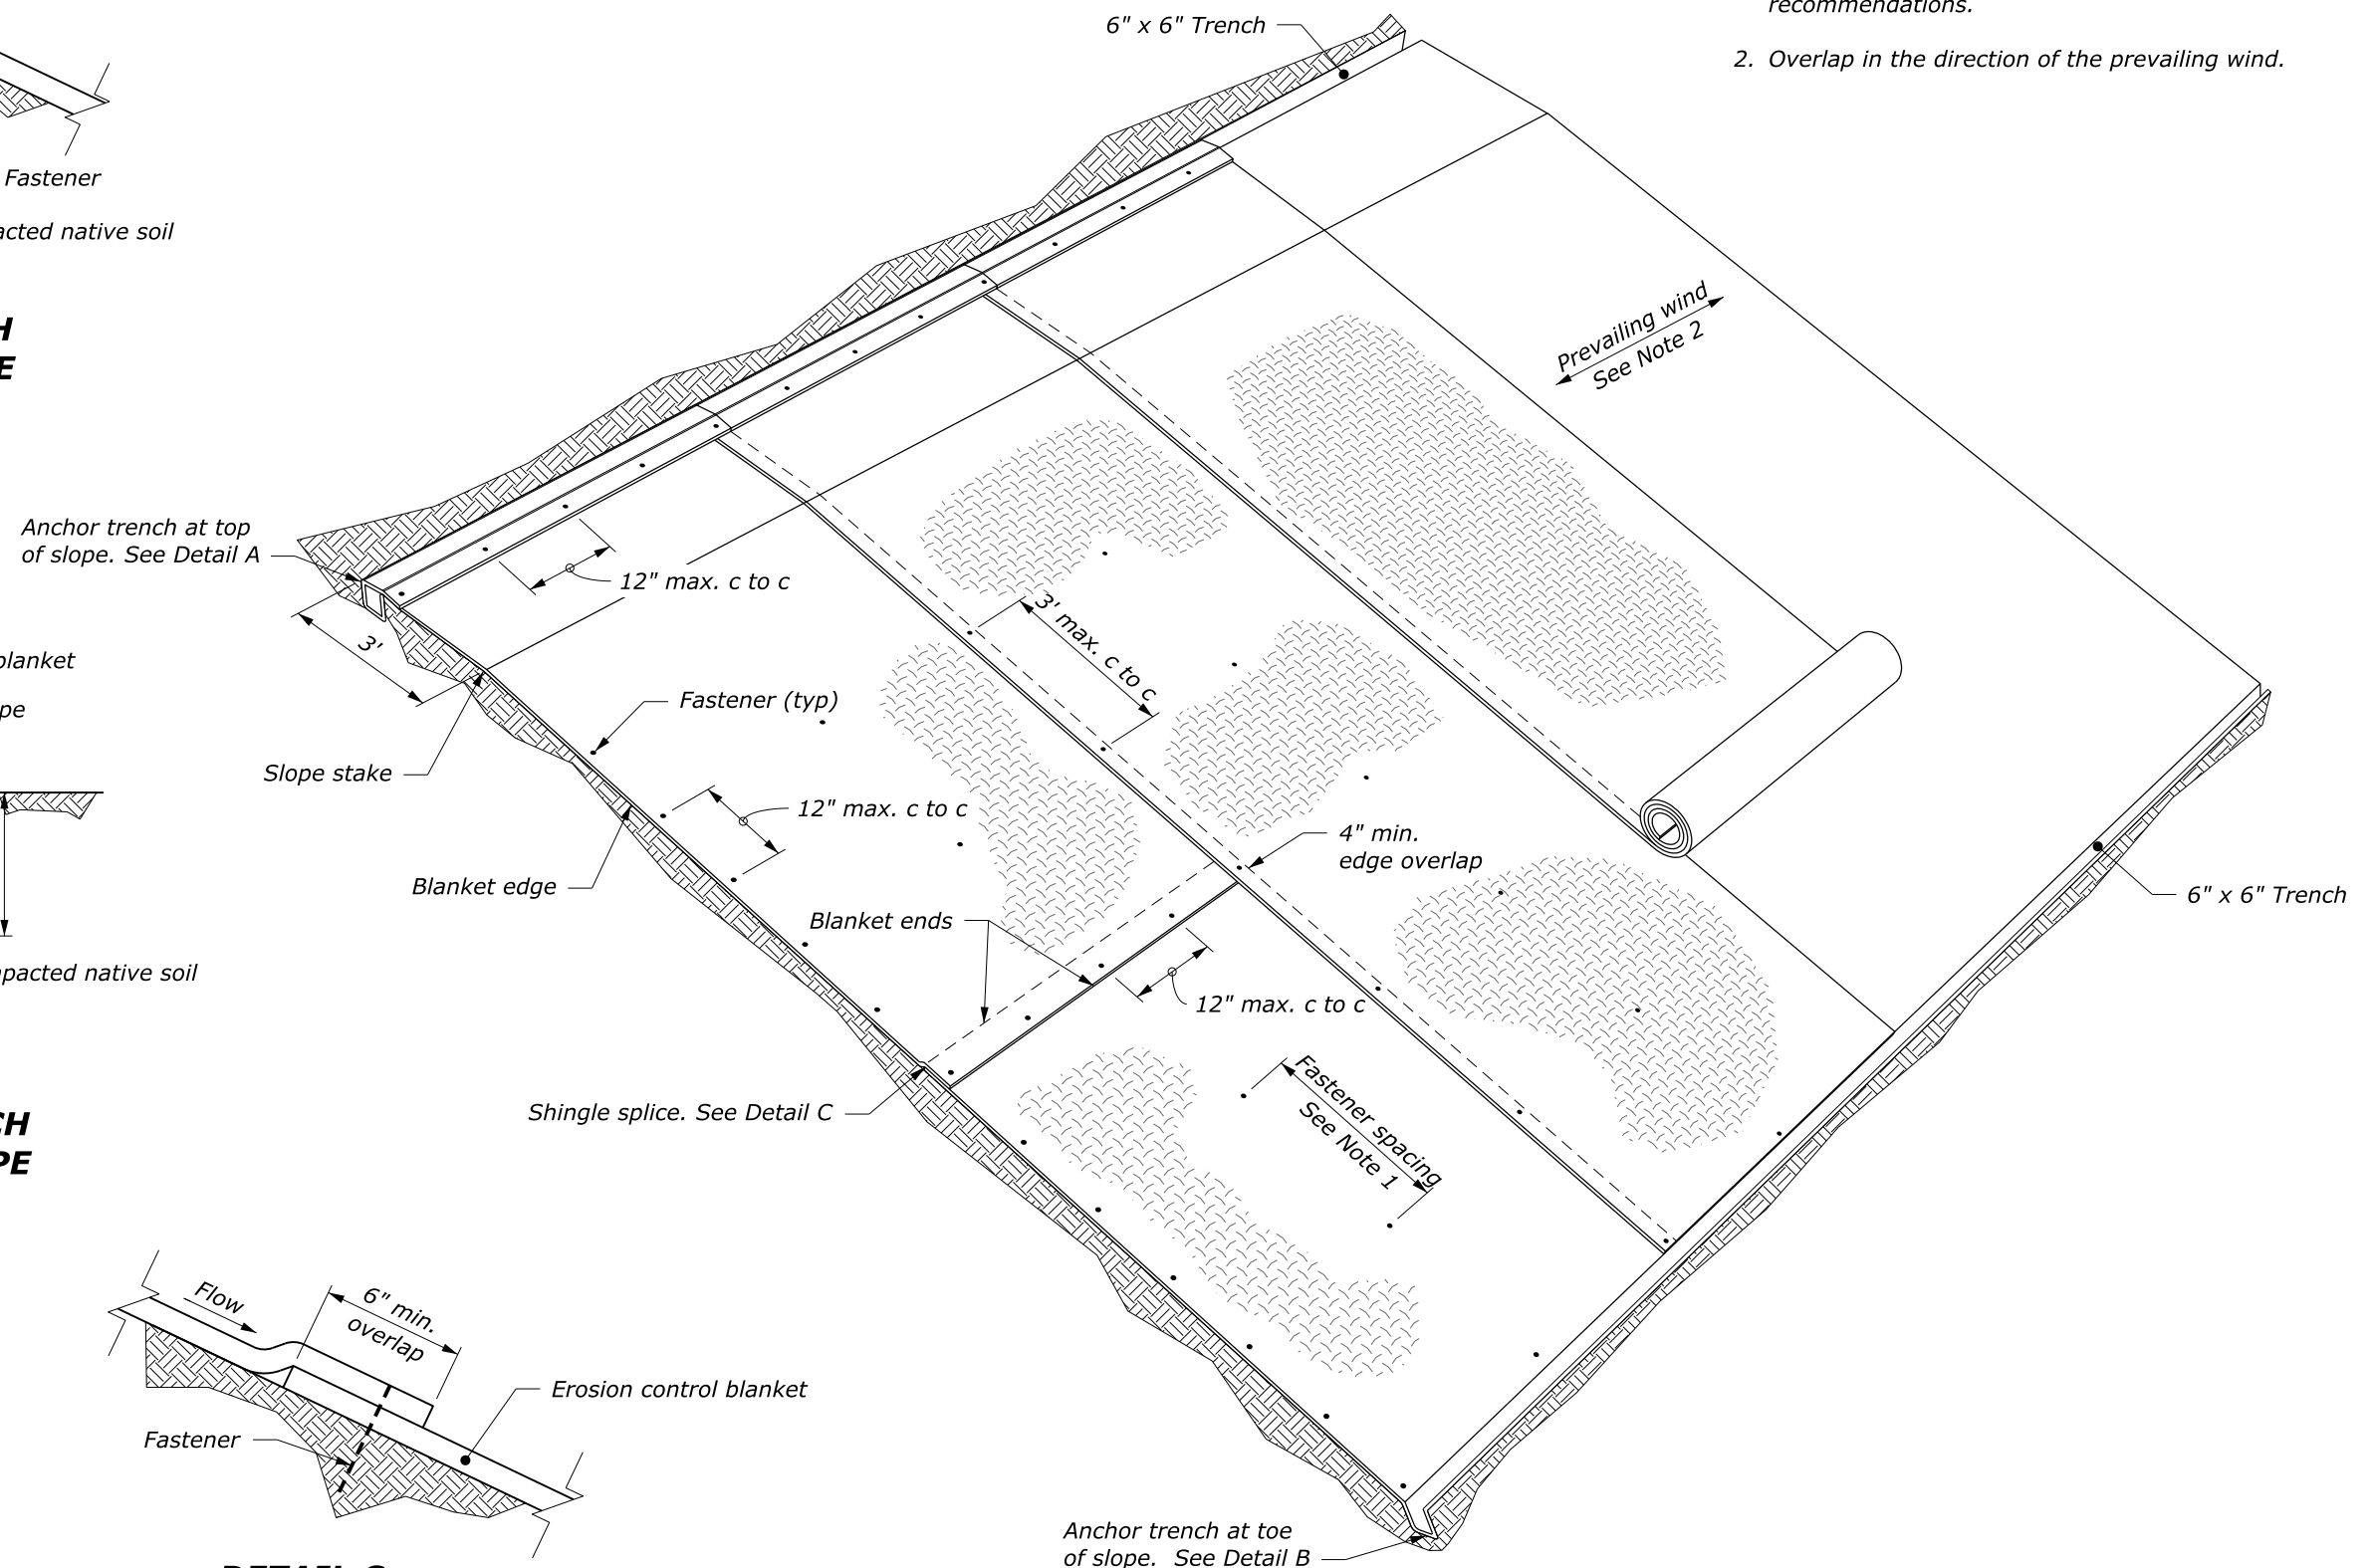 6" x 6" Trench
recommendations.
2. Overlap in the direction of the prevailing wind.
Fastener
native soil
Prevailing wind
See Note 2
Anchor trench at top
of slope. See Detail A
12" max. c to c
3'
3' max. c to c
blanket
Fastener (typ)
Slope stake
12" max. c to c
4" min.
edge overlap
Blanket edge
6" x 6" Trench
Blanket ends
native soil
12" max. c to c
Fastener spacing
See Note 1
Shingle splice. See Detail C
Flow
6" min.
overlap
Erosion control blanket
Fastener
Anchor trench at toe
of slope. See Detail B
DETAIL C